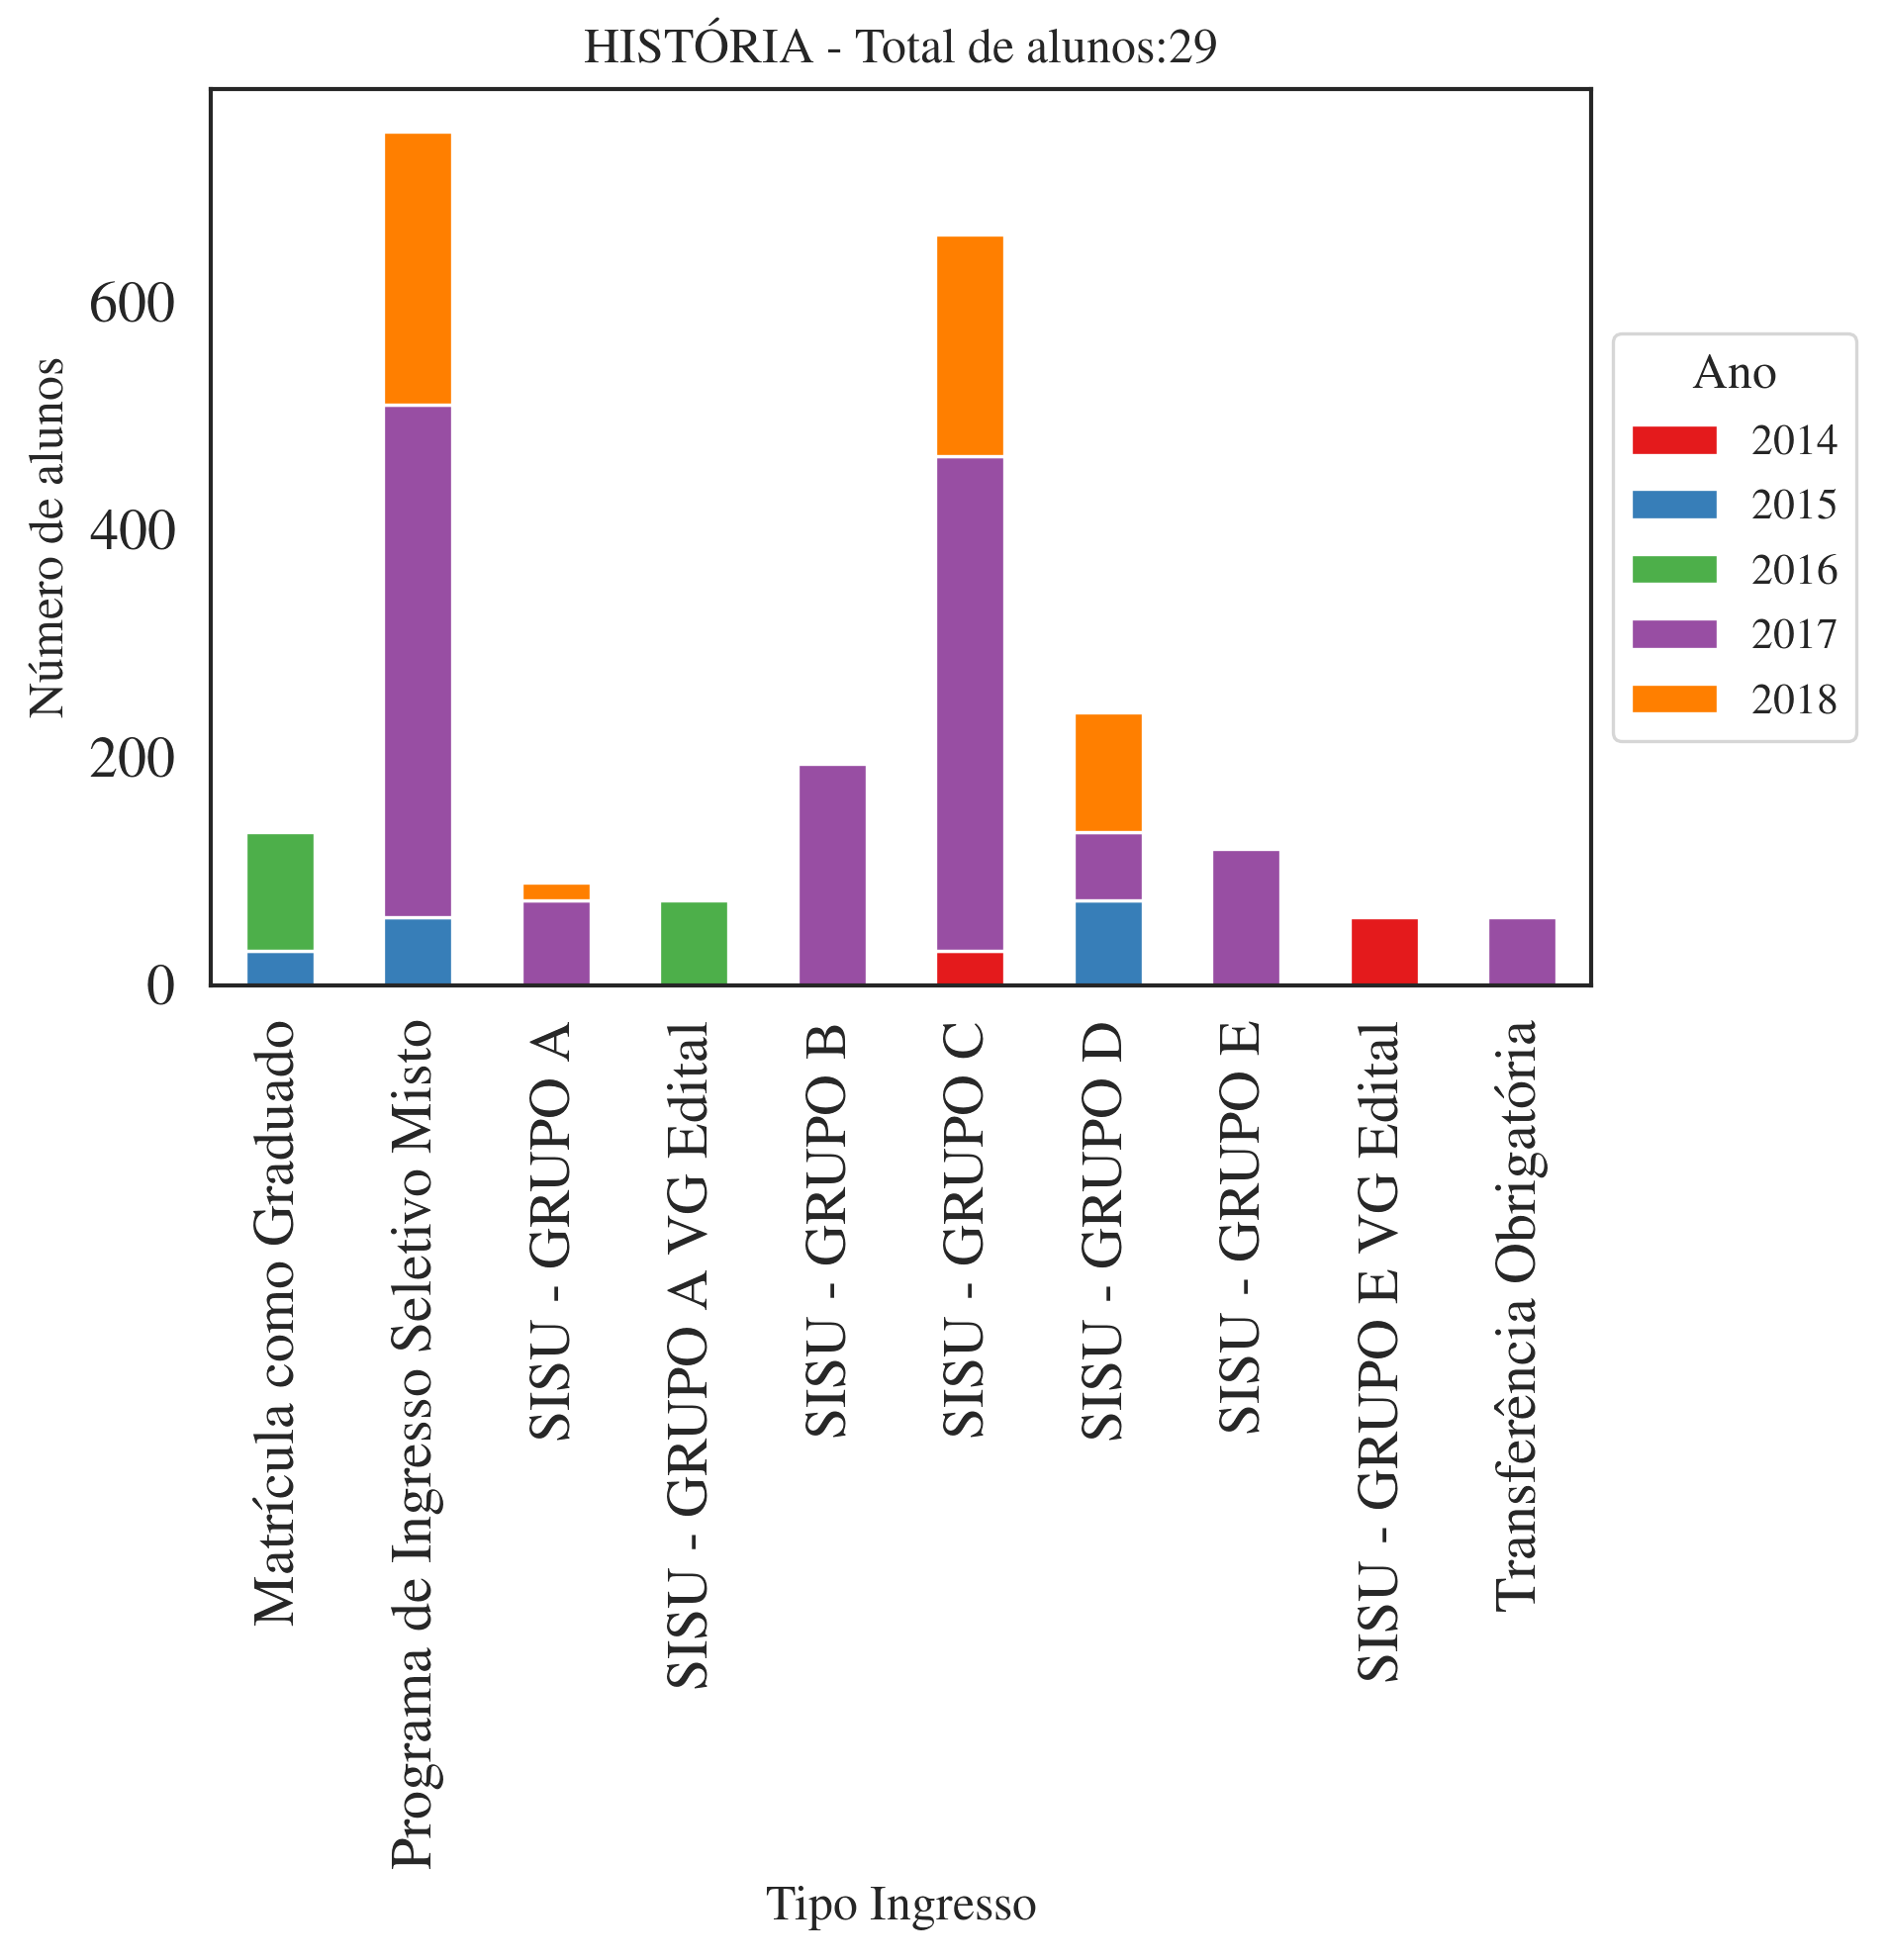 HISTÓRIA - Total de alunos:29
Número de alunos
600
400
200
0
Ano
2014
2015
2016
2017
2018
Matrícula como Graduado
Programa de Ingresso Seletivo Misto
SISU - GRUPO A
SISU - GRUPO A VG Edital
SISU - GRUPO B
SISU - GRUPO C
SISU - GRUPO D
SISU - GRUPO E
SISU - GRUPO E VG Edital
Transferência Obrigatória
Tipo Ingresso